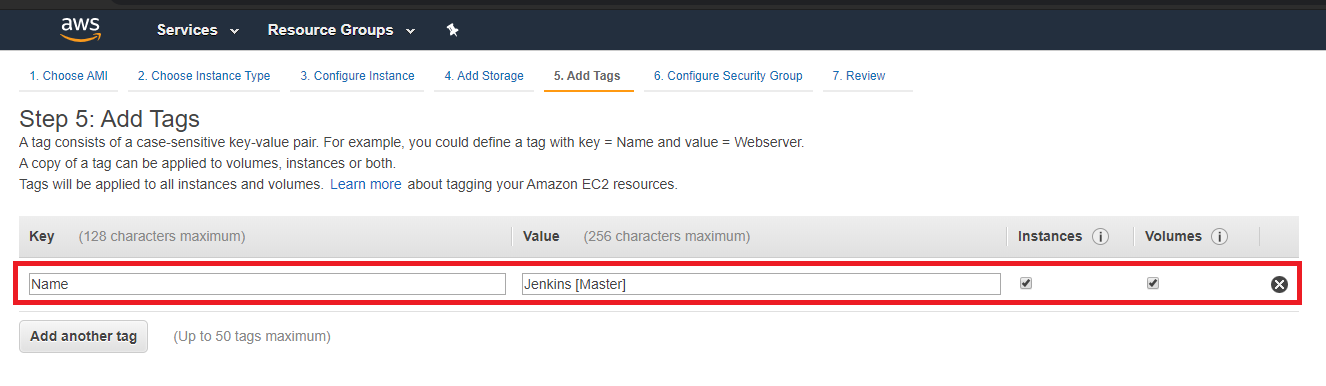 aws Services Resource Groups
1. Choose AMI 2. Choose Instance Type 3. Configure Instance 4. Add Storage 5. Add Tags 6. Configure Security Group 7. Review
Step 5: Add Tags
A tag consists of a case-sensitive key-value pair. For example, you could define a tag with key = Name and value = Webserver.
A copy of a tag can be applied to volumes, instances or both.
Tags will be applied to all instances and volumes. Learn more about tagging your Amazon EC2 resources.
Key (128 characters maximum) Value (256 characters maximum) Instances i Volumes i
Name Jenkins [Master]
Add another tag (Up to 50 tags maximum)